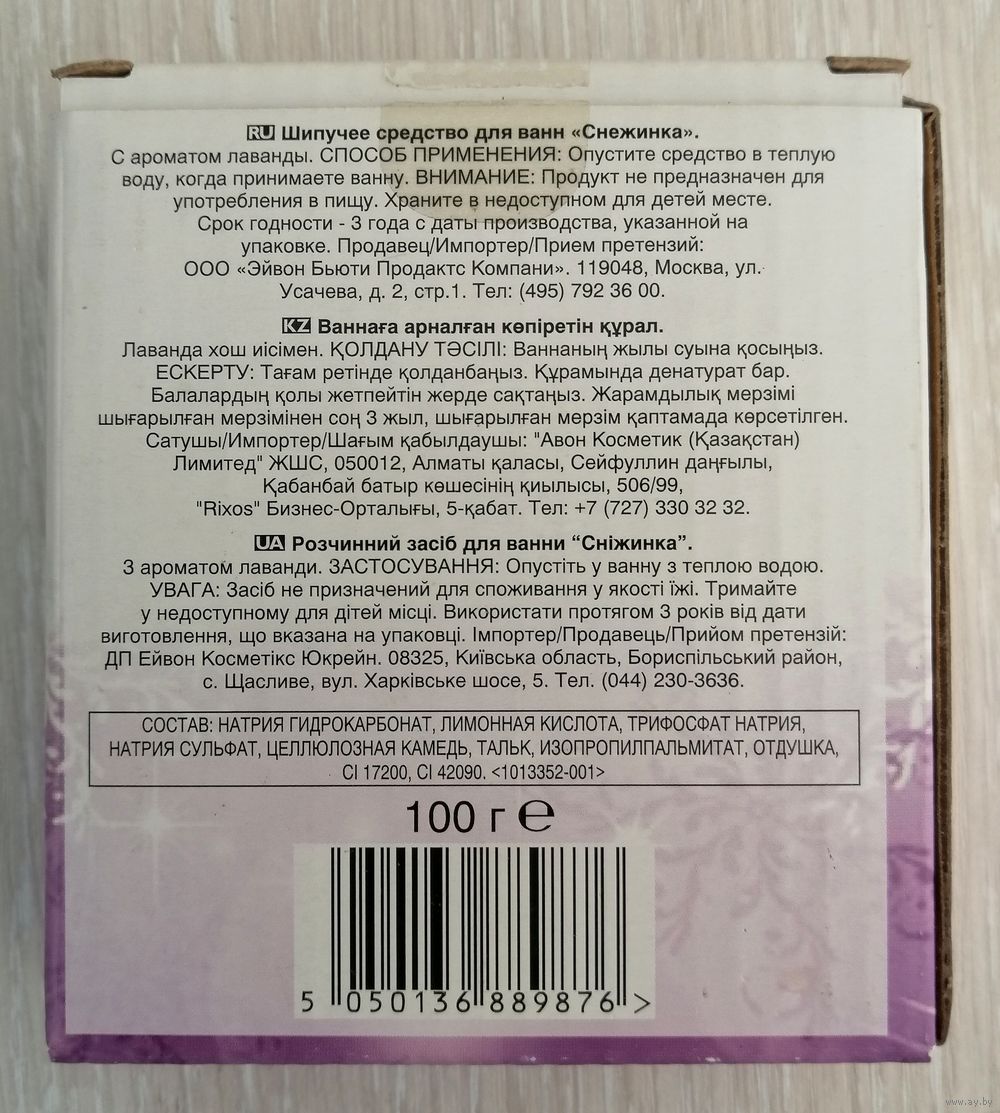 RU Шипучее средство для ванн «Снежинка».
С ароматом лаванды. СПОСОБ ПРИМЕНЕНИЯ: Опустите средство в теплую
воду, когда принимаете ванну. ВНИМАНИЕ: Продукт не предназначен для
употребления в пищу. Храните в недоступном для детей месте.
Срок годности - 3 года с даты производства, указанной на
упаковке. Продавец/Импортер/Прием претензий:
ООО «Эйвон Бьюти Продактс Компани». 119048, Москва, ул.
Усачева, д. 2, стр.1. Тел: (495) 792 36 00.
KZ Ваннаға арналған көпіретін құрал.
Лаванда хош иісімен. ҚОЛДАНУ ТӘСІЛІ: Ваннаның жылы суына қосыңыз.
ЕСКЕРТУ: Тағам ретінде қолданбаңыз. Құрамында денатурат бар.
Балалардың қолы жетпейтін жерде сақтаңыз. Жарамдылық мерзімі
шығарылған мерзімінен соң 3 жыл, шығарылған мерзім қаптамада көрсетілген.
Сатушы/Импортер/Шағым қабылдаушы: "Авон Косметик (Қазақстан)
Лимитед" ЖШС, 050012, Алматы қаласы, Сейфуллин даңғылы,
Қабанбай батыр көшесінің қиылысы, 506/99,
"Rixos" Бизнес-Орталығы, 5-қабат. Тел: +7 (727) 330 32 32.
UA Розчинний засіб для ванни “Сніжинка”.
З ароматом лаванди. ЗАСТОСУВАННЯ: Опустіть у ванну з теплою водою.
УВАГА: Засіб не призначений для споживання у якості їжі. Тримайте
у недоступному для дітей місці. Використати протягом 3 років від дати
виготовлення, що вказана на упаковці. Імпортер/Продавець/Прийом претензій:
ДП Ейвон Косметікс Юкрейн. 08325, Київська область, Бориспільський район,
с. Щасливе, вул. Харківське шосе, 5. Тел. (044) 230-3636.
СОСТАВ: НАТРИЯ ГИДРОКАРБОНАТ, ЛИМОННАЯ КИСЛОТА, ТРИФОСФАТ НАТРИЯ,
НАТРИЯ СУЛЬФАТ, ЦЕЛЛЮЛОЗНАЯ КАМЕДЬ, ТАЛЬК, ИЗОПРОПИЛПАЛЬМИТАТ, ОТДУШКА,
CI 17200, CI 42090. <1013352-001>
100 г ℮
5 050136 889876 >
www.ay.by